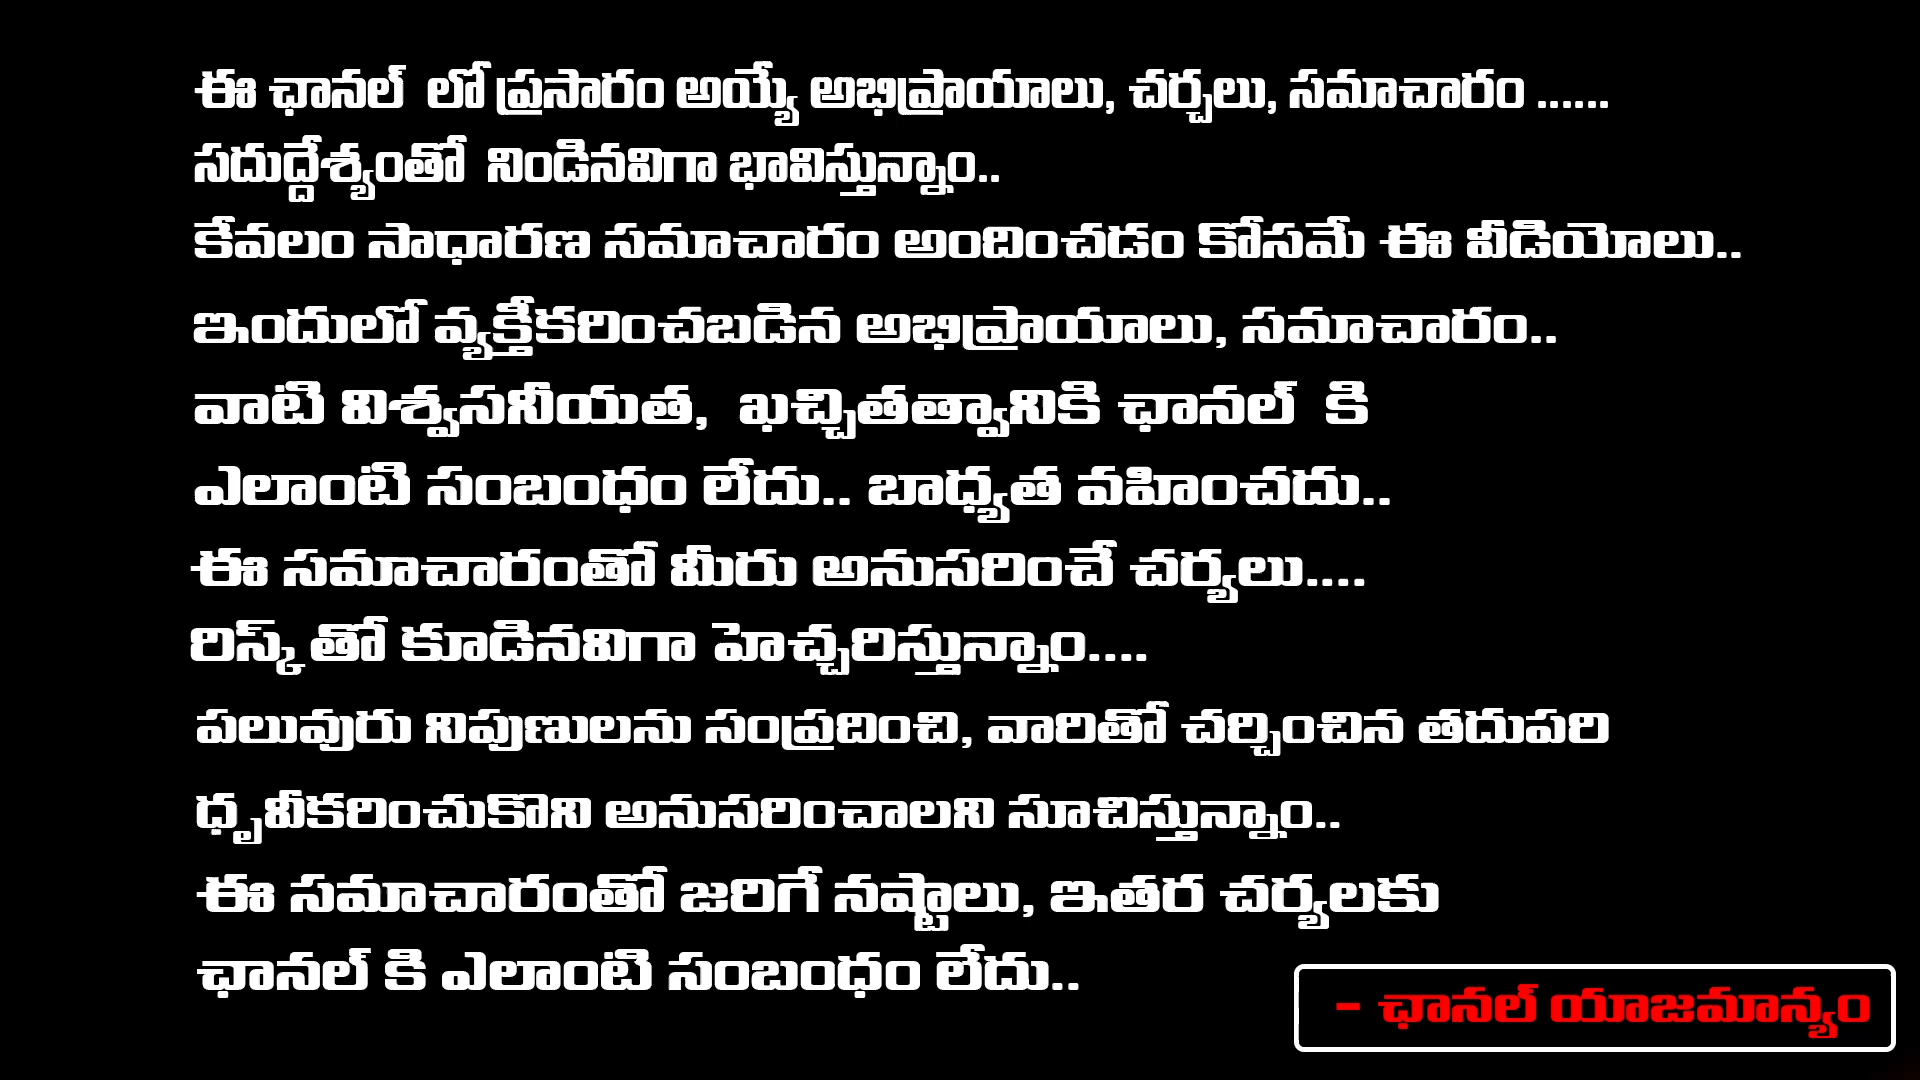 ఈ ఛానల్ లో ప్రసారం అయ్యే అభిప్రాయాలు, చర్చలు, సమాచారం ......
సదుద్దేశ్యంతో నిండినవిగా భావిస్తున్నాం..
కేవలం సాధారణ సమాచారం అందించడం కోసమే ఈ వీడియోలు..
ఇందులో వ్యక్తీకరించబడిన అభిప్రాయాలు, సమాచారం..
వాటి విశ్వసనీయత, ఖచ్చితత్వానికి ఛానల్ కి
ఎలాంటి సంబంధం లేదు.. బాధ్యత వహించదు..
ఈ సమాచారంతో మీరు అనుసరించే చర్యలు....
రిస్క్ తో కూడినవిగా హెచ్చరిస్తున్నాం....
పలువురు నిపుణులను సంప్రదించి, వారితో చర్చించిన తదుపరి
ధృవీకరించుకొని అనుసరించాలని సూచిస్తున్నాం..
ఈ సమాచారంతో జరిగే నష్టాలు, ఇతర చర్యలకు
ఛానల్ కి ఎలాంటి సంబంధం లేదు..
- ఛానల్ యాజమాన్యం